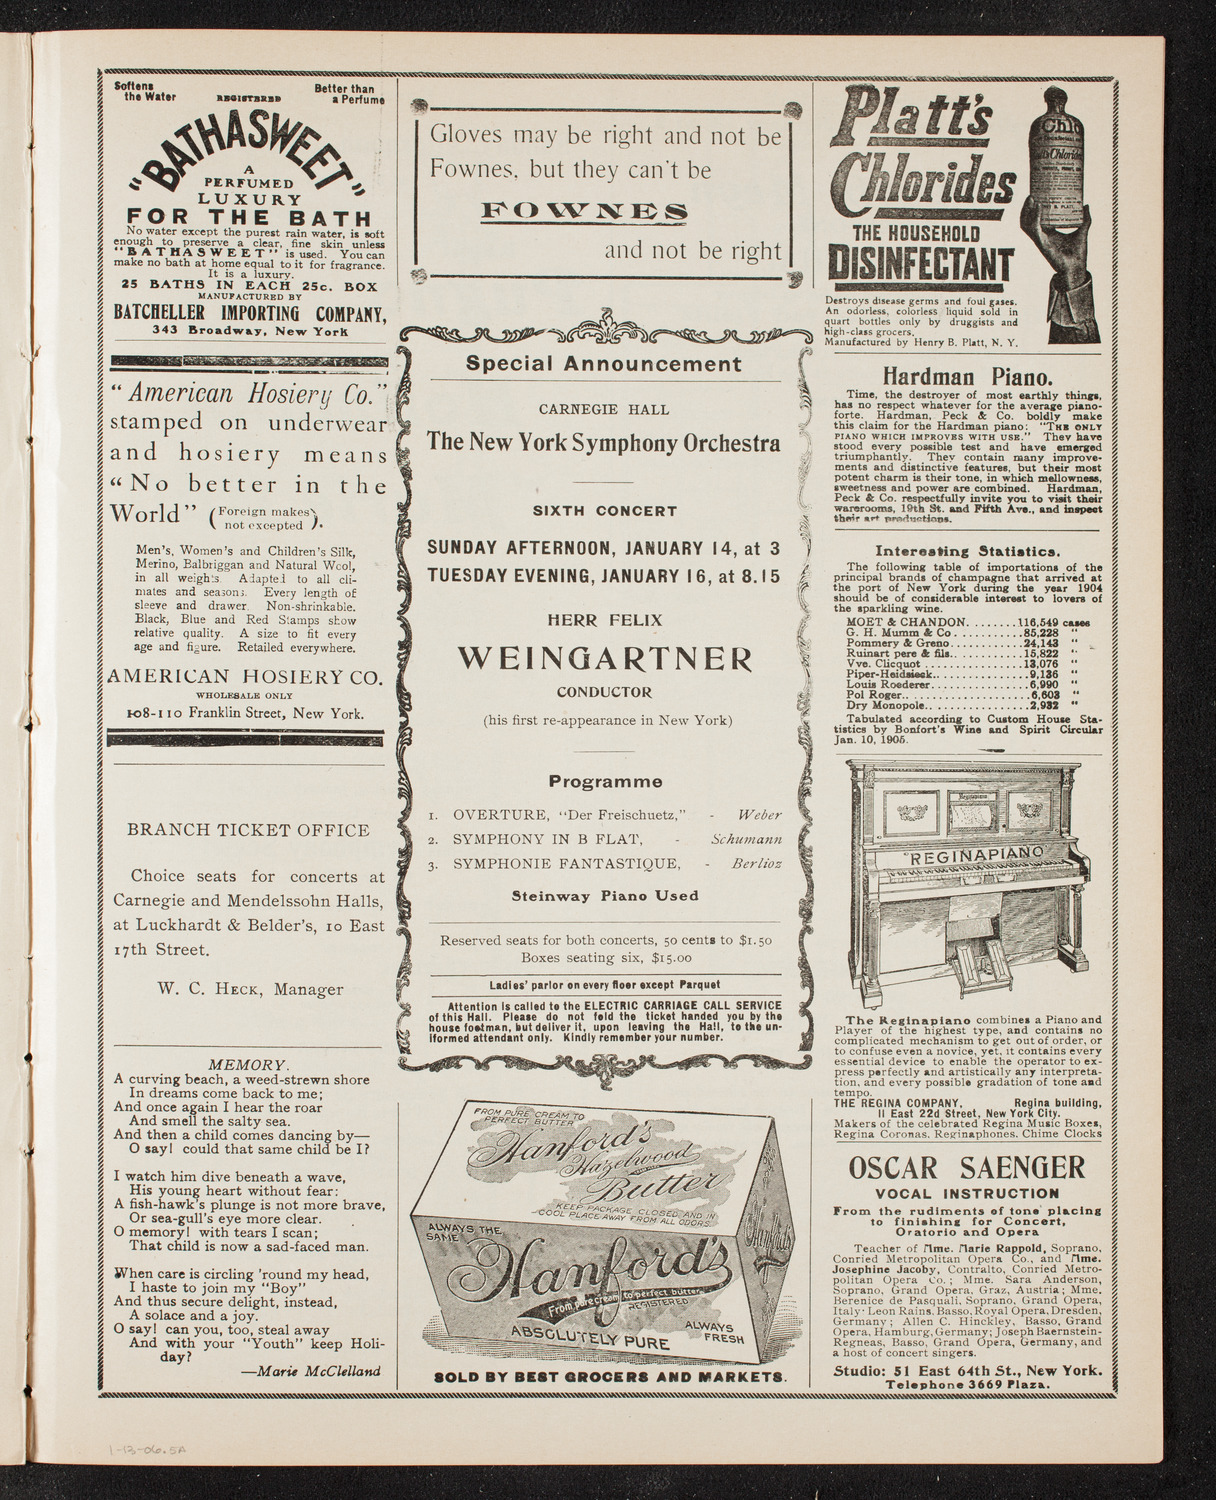 Softens
the Water
Better than
a Perfume
REGISTERED
"BATHASWEET"
A
PERFUMED
LUXURY
FOR THE BATH
No water except the purest rain water, is soft
enough to preserve a clear, fine skin unless
"BATHASWEET" is used. You can
make no bath at home equal to it for fragrance.
It is a luxury.
25 BATHS IN EACH 25c. BOX
MANUFACTURED BY
BATCHELLER IMPORTING COMPANY,
343 Broadway, New York
"American Hosiery Co."
stamped on underwear
and hosiery means
"No better in the
World" (Foreign makes
not excepted).
Men's, Women's and Children's Silk,
Merino, Balbriggan and Natural Wool,
in all weights. Adapted to all cli-
mates and seasons. Every length of
sleeve and drawer. Non-shrinkable.
Black, Blue and Red Stamps show
relative quality. A size to fit every
age and figure. Retailed everywhere.
AMERICAN HOSIERY CO.
WHOLESALE ONLY
108-110 Franklin Street, New York.
BRANCH TICKET OFFICE
Choice seats for concerts at
Carnegie and Mendelssohn Halls,
at Luckhardt & Belder's, 10 East
17th Street.
W. C. HECK, Manager
MEMORY.
A curving beach, a weed-strewn shore
In dreams come back to me;
And once again I hear the roar
And smell the salty sea.
And then a child comes dancing by—
O say! could that same child be I?
I watch him dive beneath a wave,
His young heart without fear:
A fish-hawk's plunge is not more brave,
Or sea-gull's eye more clear.
O memory! with tears I scan;
That child is now a sad-faced man.
When care is circling 'round my head,
I haste to join my "Boy"
And thus secure delight, instead,
A solace and a joy.
O say! can you, too, steal away
And with your "Youth" keep Holi-
day?
—Marie McClelland
Gloves may be right and not be
Fownes, but they can't be
FOWNES
and not be right
Special Announcement
CARNEGIE HALL
The New York Symphony Orchestra
SIXTH CONCERT
SUNDAY AFTERNOON, JANUARY 14, at 3
TUESDAY EVENING, JANUARY 16, at 8.15
HERR FELIX
WEINGARTNER
CONDUCTOR
(his first re-appearance in New York)
Programme
1. OVERTURE, "Der Freischuetz," - Weber
2. SYMPHONY IN B FLAT, - Schumann
3. SYMPHONIE FANTASTIQUE, - Berlioz
Steinway Piano Used
Reserved seats for both concerts, 50 cents to $1.50
Boxes seating six, $15.00
Ladies' parlor on every floor except Parquet
Attention is called to the ELECTRIC CARRIAGE CALL SERVICE
of this Hall. Please do not fold the ticket handed you by the
house footman, but deliver it, upon leaving the Hall, to the un-
iformed attendant only. Kindly remember your number.
FROM PURE CREAM TO
PERFECT BUTTER
Hanford's
Hazelwood
Butter
KEEP PACKAGE CLOSED AND IN
COOL PLACE AWAY FROM ALL ODORS.
ALWAYS THE
SAME
Hanford's
From pure cream to perfect butter
REGISTERED
ABSOLUTELY PURE
ALWAYS
FRESH
Hanford's
SOLD BY BEST GROCERS AND MARKETS.
Platt's
Chlorides
THE HOUSEHOLD
DISINFECTANT
Destroys disease germs and foul gases.
An odorless, colorless liquid sold in
quart bottles only by druggists and
high-class grocers.
Manufactured by Henry B. Platt, N. Y.
Hardman Piano.
Time, the destroyer of most earthly things,
has no respect whatever for the average piano-
forte. Hardman, Peck & Co. boldly make
this claim for the Hardman piano: "THE ONLY
PIANO WHICH IMPROVES WITH USE." They have
stood every possible test and have emerged
triumphantly. They contain many improve-
ments and distinctive features, but their most
potent charm is their tone, in which mellowness,
sweetness and power are combined. Hardman,
Peck & Co. respectfully invite you to visit their
warerooms, 19th St. and Fifth Ave., and inspect
their art productions.
Interesting Statistics.
The following table of importations of the
principal brands of champagne that arrived at
the port of New York during the year 1904
should be of considerable interest to lovers of
the sparkling wine.
MOET & CHANDON........116,549 cases
G. H. Mumm & Co...........85,228 "
Pommery & Greno............24,143 "
Ruinart pere & fils............15,822 "
Vve. Clicquot................13,076 "
Piper-Heidsieck...............9,136 "
Louis Roederer................6,990 "
Pol Roger.....................6,603 "
Dry Monopole.................2,932 "
Tabulated according to Custom House Sta-
tistics by Bonfort's Wine and Spirit Circular
Jan. 10, 1905.
Reginapiano
"REGINAPIANO"
The Reginapiano combines a Piano and
Player of the highest type, and contains no
complicated mechanism to get out of order, or
to confuse even a novice, yet, it contains every
essential device to enable the operator to ex-
press perfectly and artistically any interpreta-
tion, and every possible gradation of tone and
tempo.
THE REGINA COMPANY, Regina building,
11 East 22d Street, New York City.
Makers of the celebrated Regina Music Boxes,
Regina Coronas, Reginaphones, Chime Clocks
OSCAR SAENGER
VOCAL INSTRUCTION
From the rudiments of tone placing
to finishing for Concert,
Oratorio and Opera
Teacher of Mme. Marie Rappold, Soprano,
Conried Metropolitan Opera Co., and Mme.
Josephine Jacoby, Contralto, Conried Metro-
politan Opera Co.; Mme. Sara Anderson,
Soprano, Grand Opera, Graz, Austria; Mme.
Berenice de Pasquali, Soprano, Grand Opera,
Italy; Leon Rains, Basso, Royal Opera, Dresden,
Germany; Allen C. Hinckley, Basso, Grand
Opera, Hamburg, Germany; Joseph Baernstein-
Regneas, Basso, Grand Opera, Germany, and
a host of concert singers.
Studio: 51 East 64th St., New York.
Telephone 3669 Plaza.
1-13-06.5A